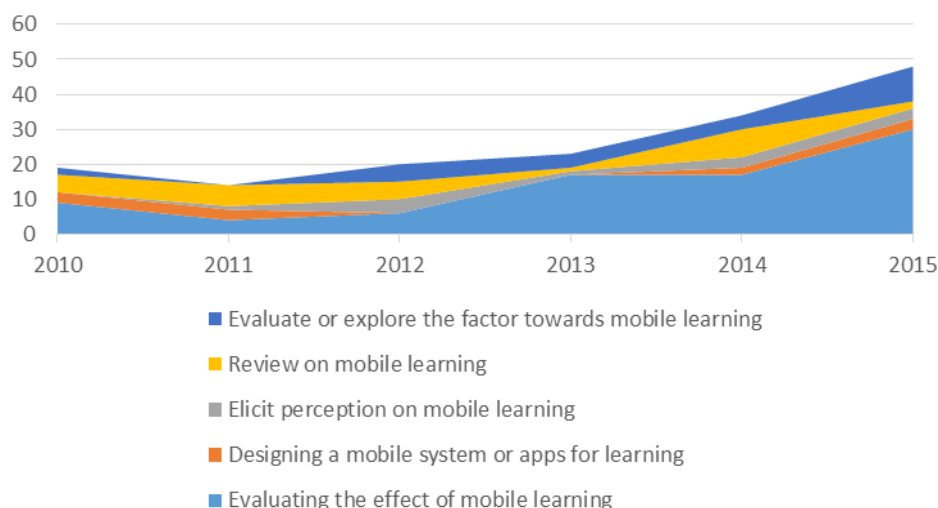 60
50
40
30
20
10
0
2010 2011 2012 2013 2014 2015
Evaluate or explore the factor towards mobile learning
Review on mobile learning
Elicit perception on mobile learning
Designing a mobile system or apps for learning
Evaluating the effect of mobile learning